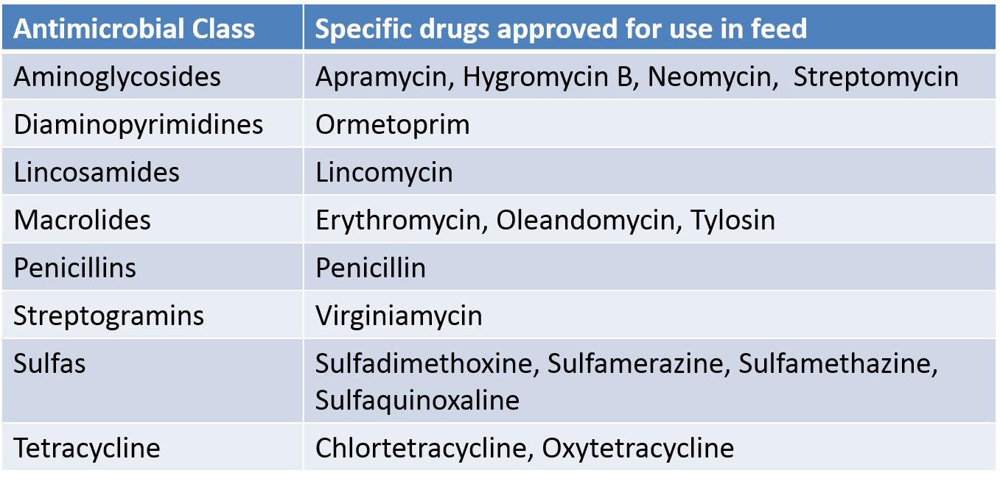 Antimicrobial Class Specific drugs approved for use in feed
Aminoglycosides Apramycin, Hygromycin B, Neomycin, Streptomycin
Diaminopyrimidines Ormetoprim
Lincosamides Lincomycin
Macrolides Erythromycin, Oleandomycin, Tylosin
Penicillins Penicillin
Streptogramins Virginiamycin
Sulfas Sulfadimethoxine, Sulfamerazine, Sulfamethazine,
Sulfaquinoxaline
Tetracycline Chlortetracycline, Oxytetracycline